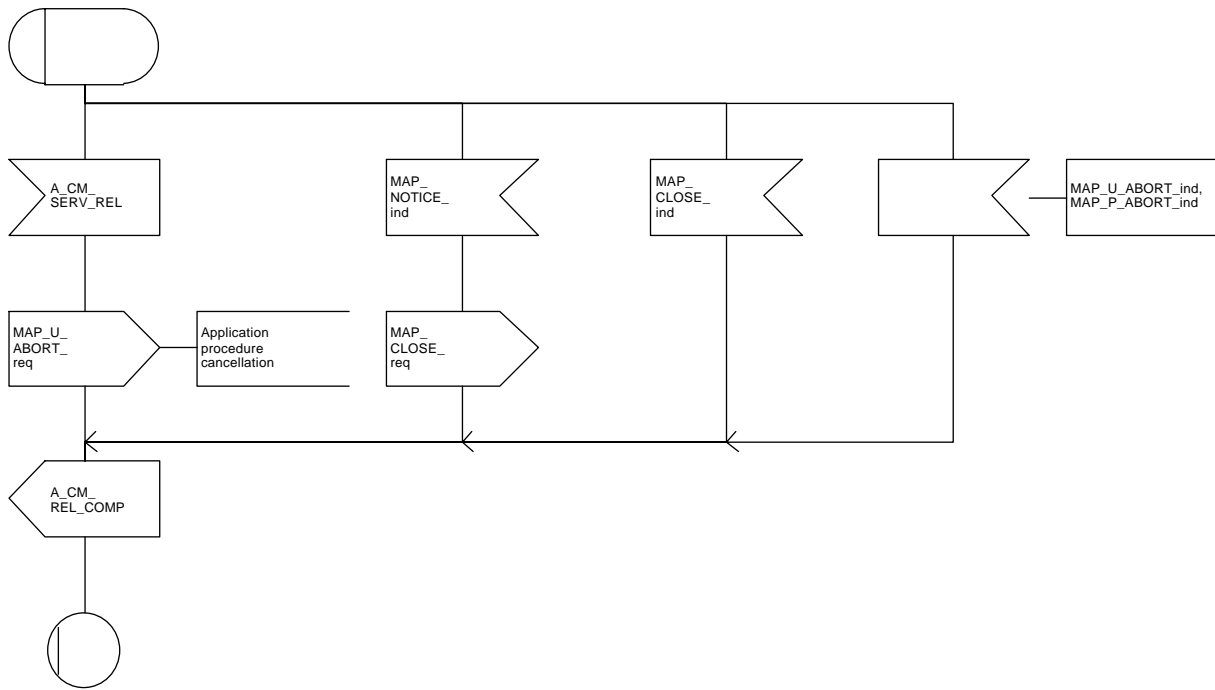 A_CM_
SERV_REL
MAP_
NOTICE_
ind
MAP_
CLOSE_
ind
MAP_U_ABORT_ind,
MAP_P_ABORT_ind
MAP_U_
ABORT_
req
Application
procedure
cancellation
MAP_
CLOSE_
req
A_CM_
REL_COMP